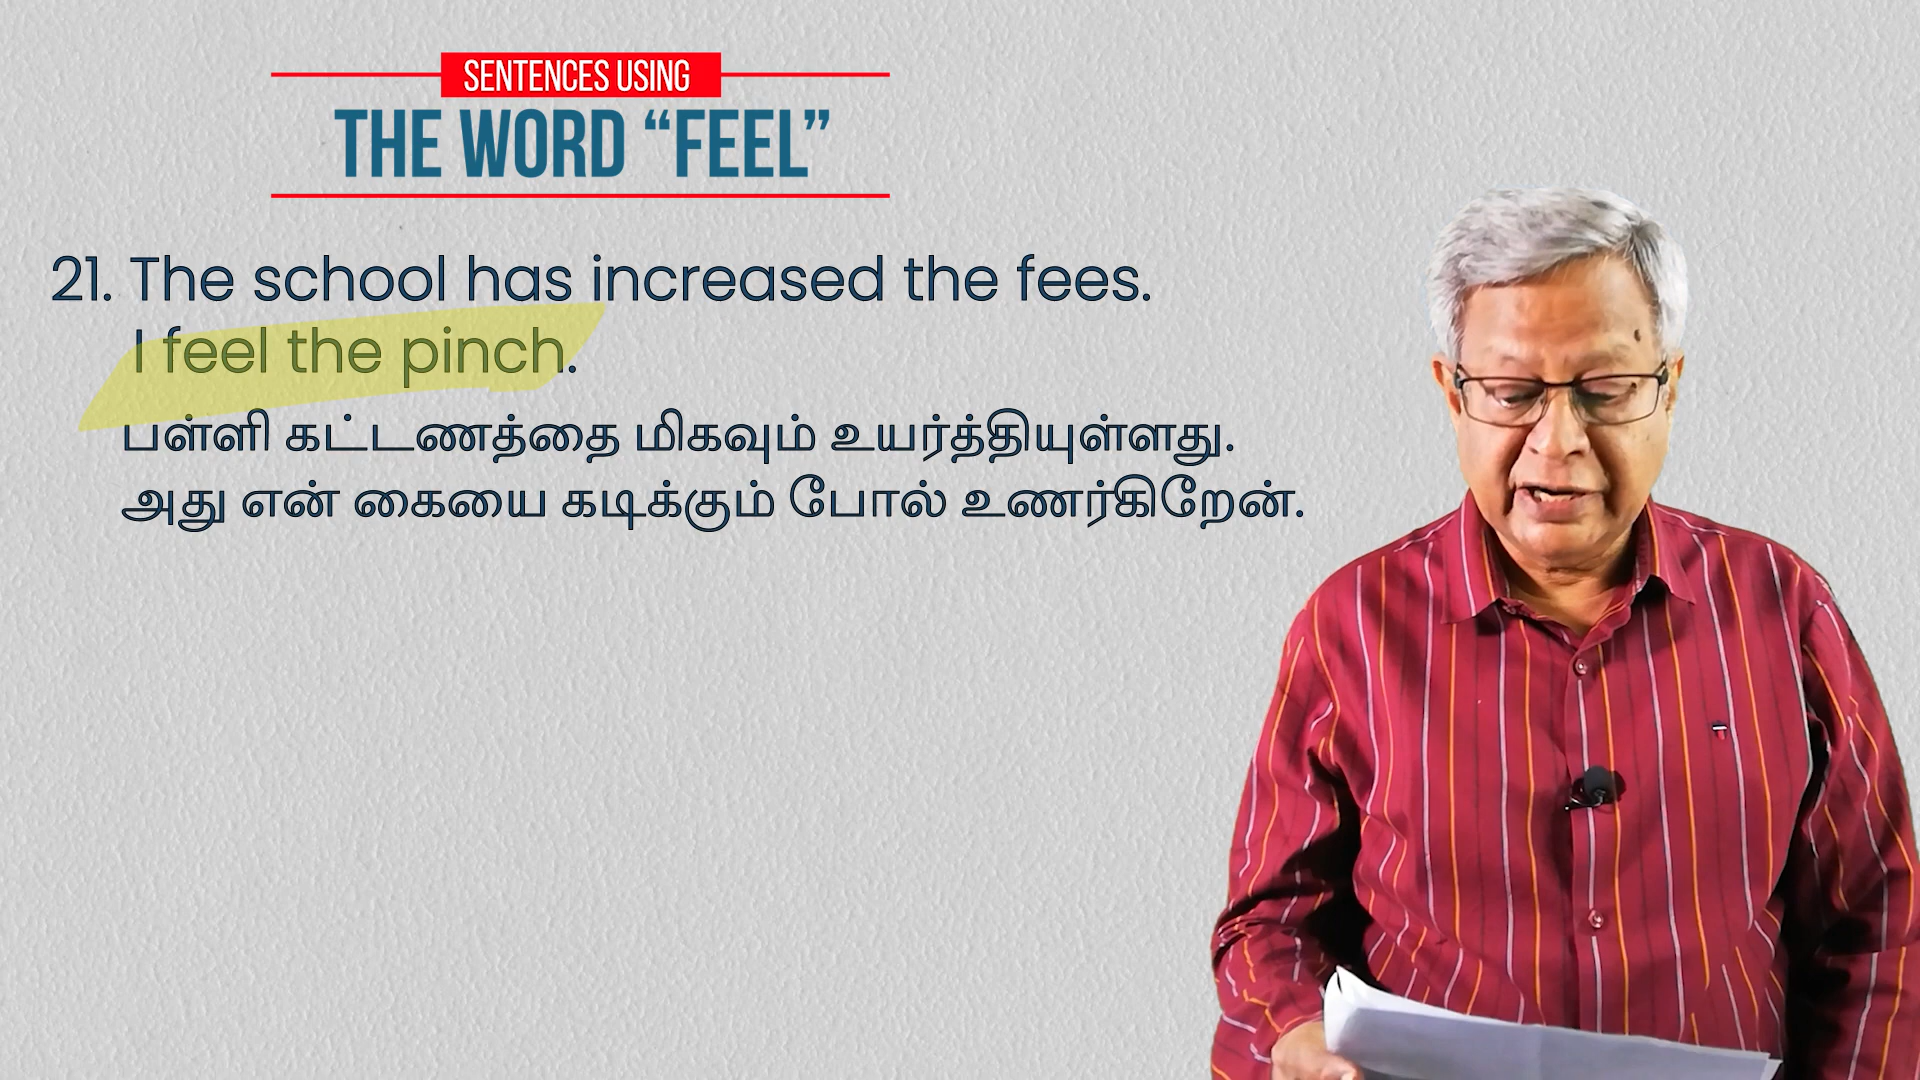 SENTENCES USING
THE WORD “FEEL”
21. The school has increased the fees.
I feel the pinch.
பள்ளி கட்டணத்தை மிகவும் உயர்த்தியுள்ளது.
அது என் கையை கடிக்கும் போல் உணர்கிறேன்.